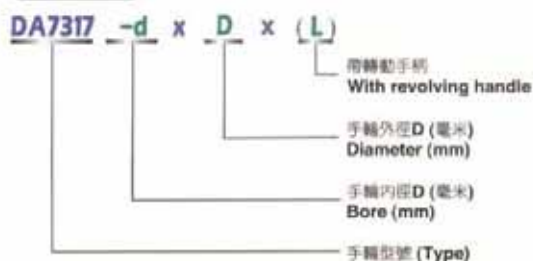 DA7317 -d x D x (L)
帶轉動手柄
With revolving handle
手輪外徑D (毫米)
Diameter (mm)
手輪內徑D (毫米)
Bore (mm)
手輪型號 (Type)